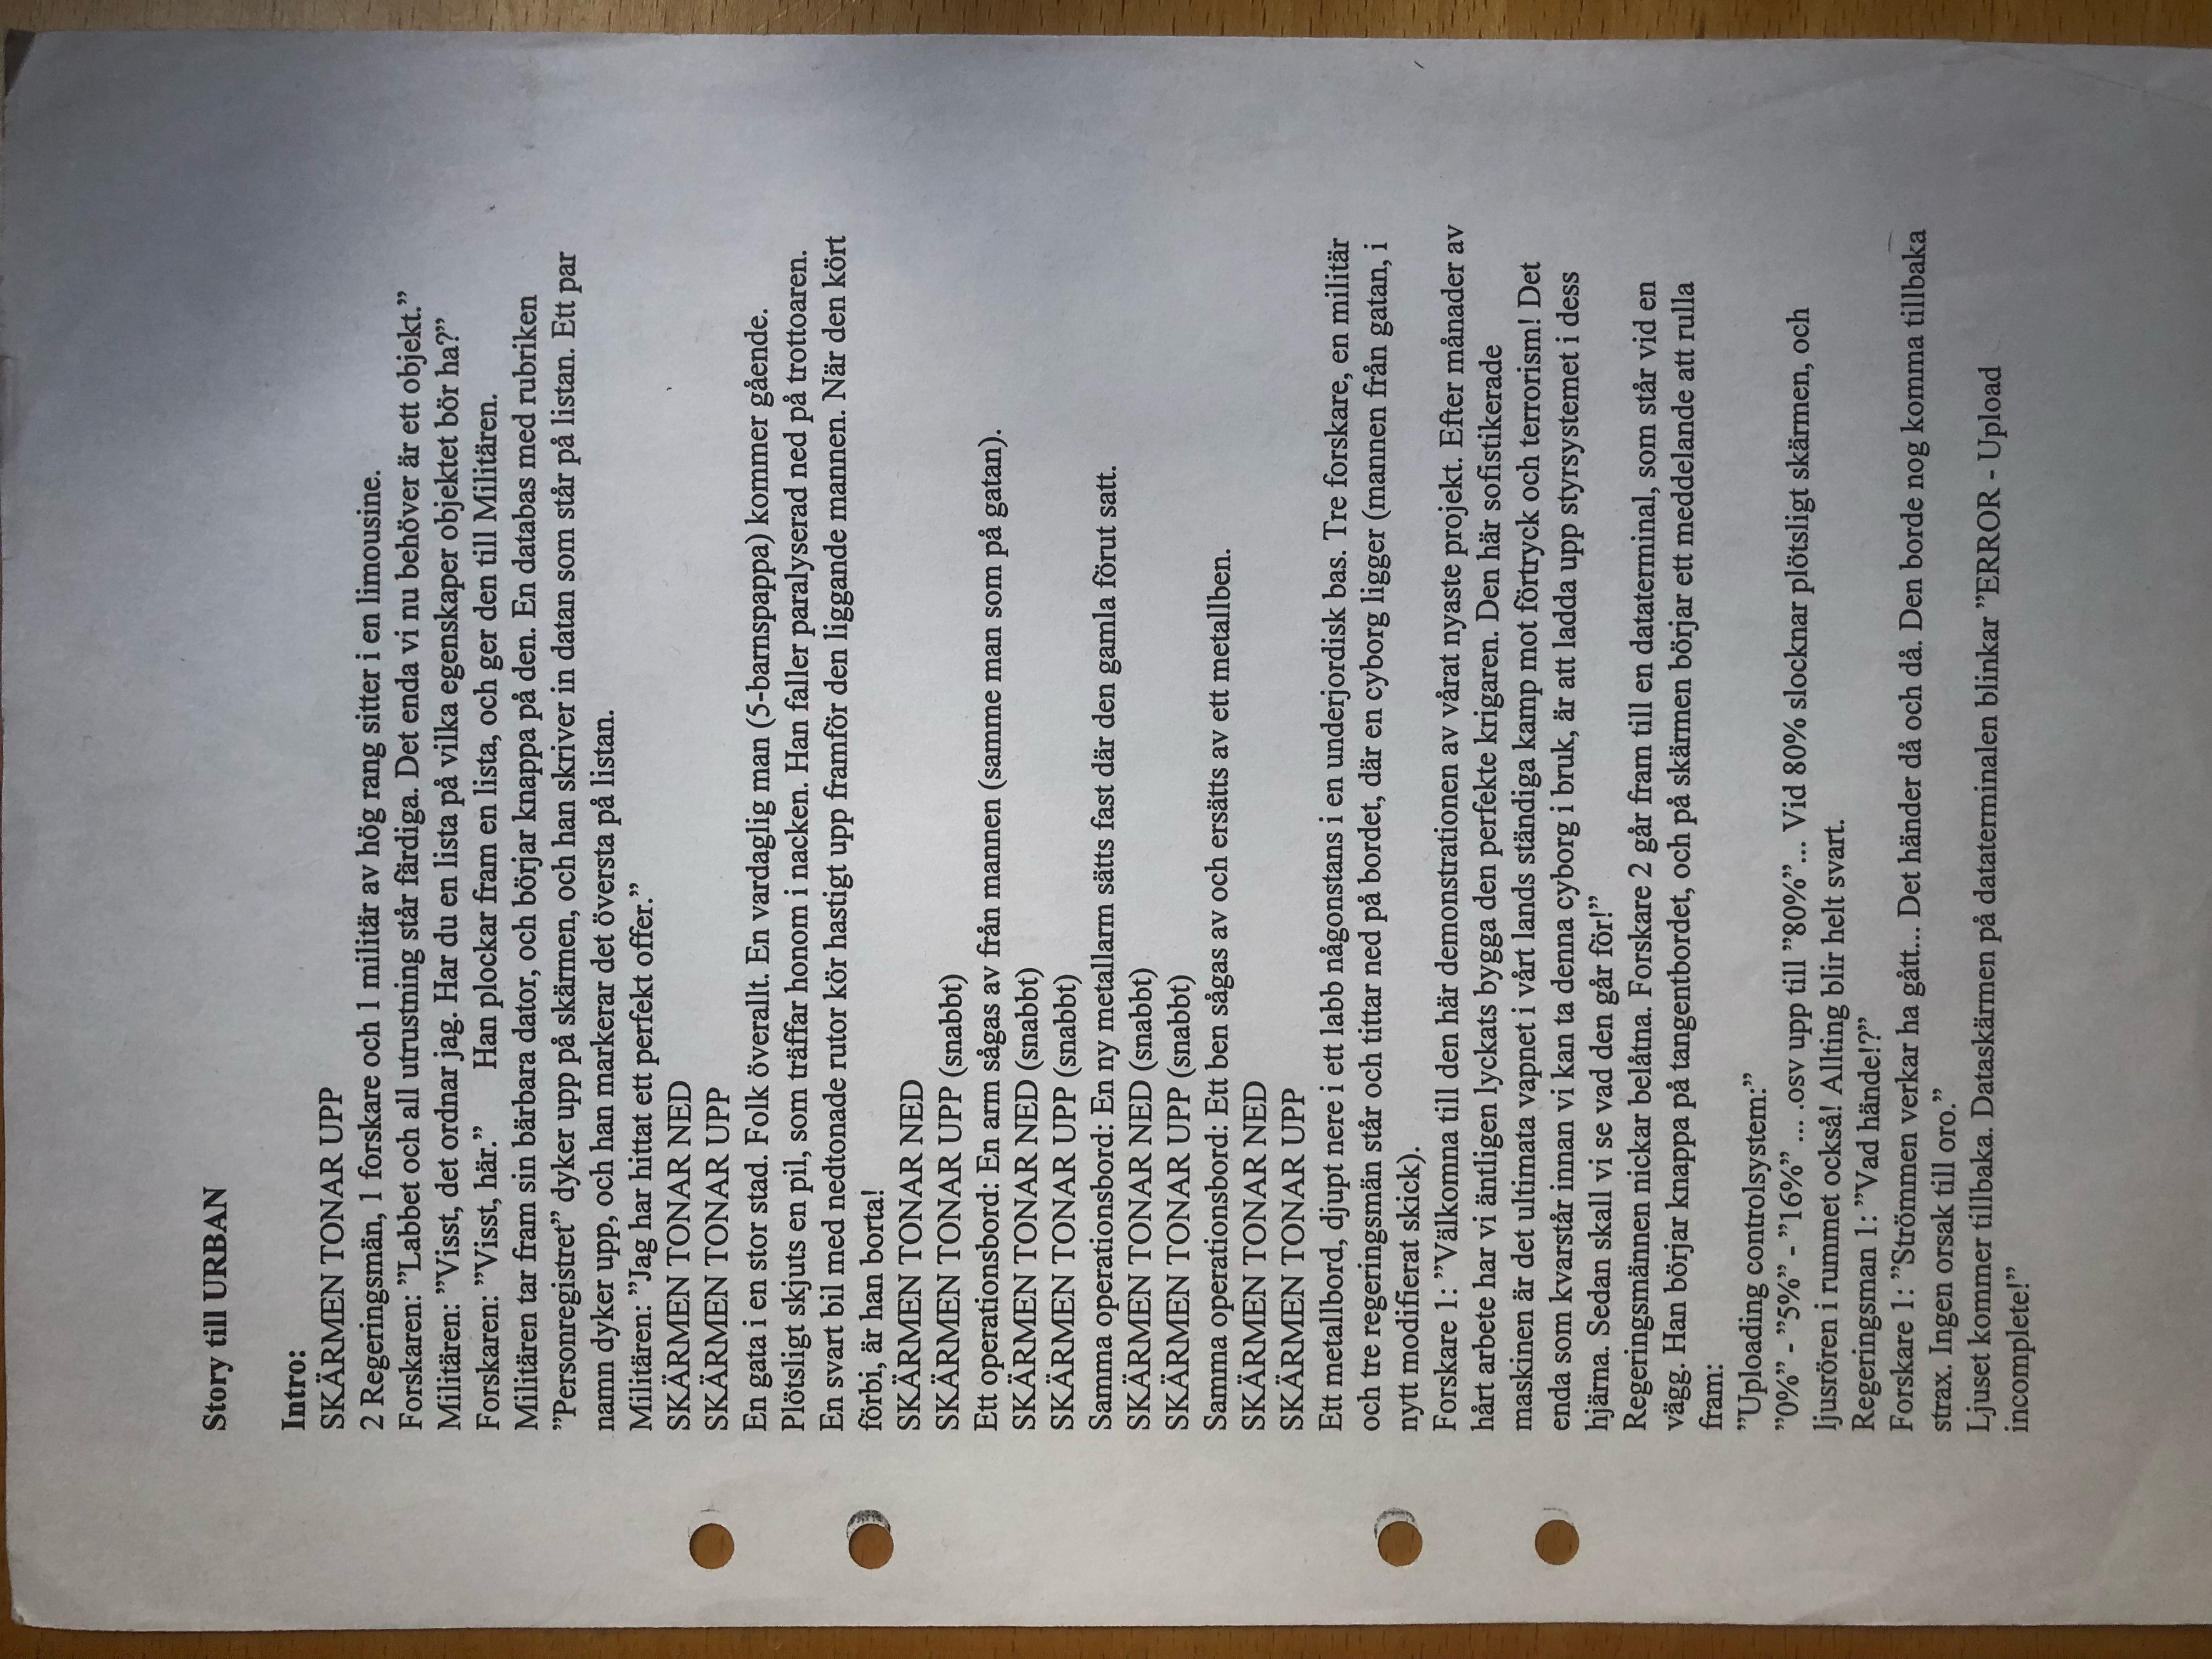 Story till URBAN
Intro:
SKÄRMEN TONAR UPP
2 Regeringsmän, 1 forskare och 1 militär av hög rang sitter i en limousine.
Forskaren: ”Labbet och all utrustning står färdiga. Det enda vi nu behöver är ett objekt.”
Militären: ”Visst, det ordnar jag. Har du en lista på vilka egenskaper objektet bör ha?”
Forskaren: ”Visst, här.” Han plockar fram en lista, och ger den till Militären.
Militären tar fram sin bärbara dator, och börjar knappa på den. En databas med rubriken
”Personregistret” dyker upp på skärmen, och han skriver in datan som står på listan. Ett par
namn dyker upp, och han markerar det översta på listan.
Militären: ”Jag har hittat ett perfekt offer.”
SKÄRMEN TONAR NED
SKÄRMEN TONAR UPP
En gata i en stor stad. Folk överallt. En vardaglig man (5-barnspappa) kommer gående.
Plötsligt skjuts en pil, som träffar honom i nacken. Han faller paralyserad ned på trottoaren.
En svart bil med nedtonade rutor kör hastigt upp framför den liggande mannen. När den kört
förbi, är han borta!
SKÄRMEN TONAR NED
SKÄRMEN TONAR UPP (snabbt)
Ett operationsbord: En arm sågas av från mannen (samme man som på gatan).
SKÄRMEN TONAR NED (snabbt)
SKÄRMEN TONAR UPP (snabbt)
Samma operationsbord: En ny metallarm sätts fast där den gamla förut satt.
SKÄRMEN TONAR NED (snabbt)
SKÄRMEN TONAR UPP (snabbt)
Samma operationsbord: Ett ben sågas av och ersätts av ett metallben.
SKÄRMEN TONAR NED
SKÄRMEN TONAR UPP
Ett metallbord, djupt nere i ett labb någonstans i en underjordisk bas. Tre forskare, en militär
och tre regeringsmän står och tittar ned på bordet, där en cyborg ligger (mannen från gatan, i
nytt modifierat skick).
Forskare 1: ”Välkomna till den här demonstrationen av vårat nyaste projekt. Efter månader av
hårt arbete har vi äntligen lyckats bygga den perfekte krigaren. Den här sofistikerade
maskinen är det ultimata vapnet i vårt lands ständiga kamp mot förtryck och terrorism! Det
enda som kvarstår innan vi kan ta denna cyborg i bruk, är att ladda upp styrsystemet i dess
hjärna. Sedan skall vi se vad den går för!”
Regeringsmännen nickar belåtna. Forskare 2 går fram till en dataterminal, som står vid en
vägg. Han börjar knappa på tangentbordet, och på skärmen börjar ett meddelande att rulla
fram:
”Uploading controlsystem:”
”0%” - ”5%” - ”16%” ... .osv upp till ”80%”... Vid 80% slocknar plötsligt skärmen, och
ljusrören i rummet också! Allting blir helt svart.
Regeringsman 1: ”Vad hände!?”
Forskare 1: ”Strömmen verkar ha gått... Det händer då och då. Den borde nog komma tillbaka
strax. Ingen orsak till oro.”
Ljuset kommer tillbaka. Dataskärmen på dataterminalen blinkar ”ERROR - Upload
incomplete!”